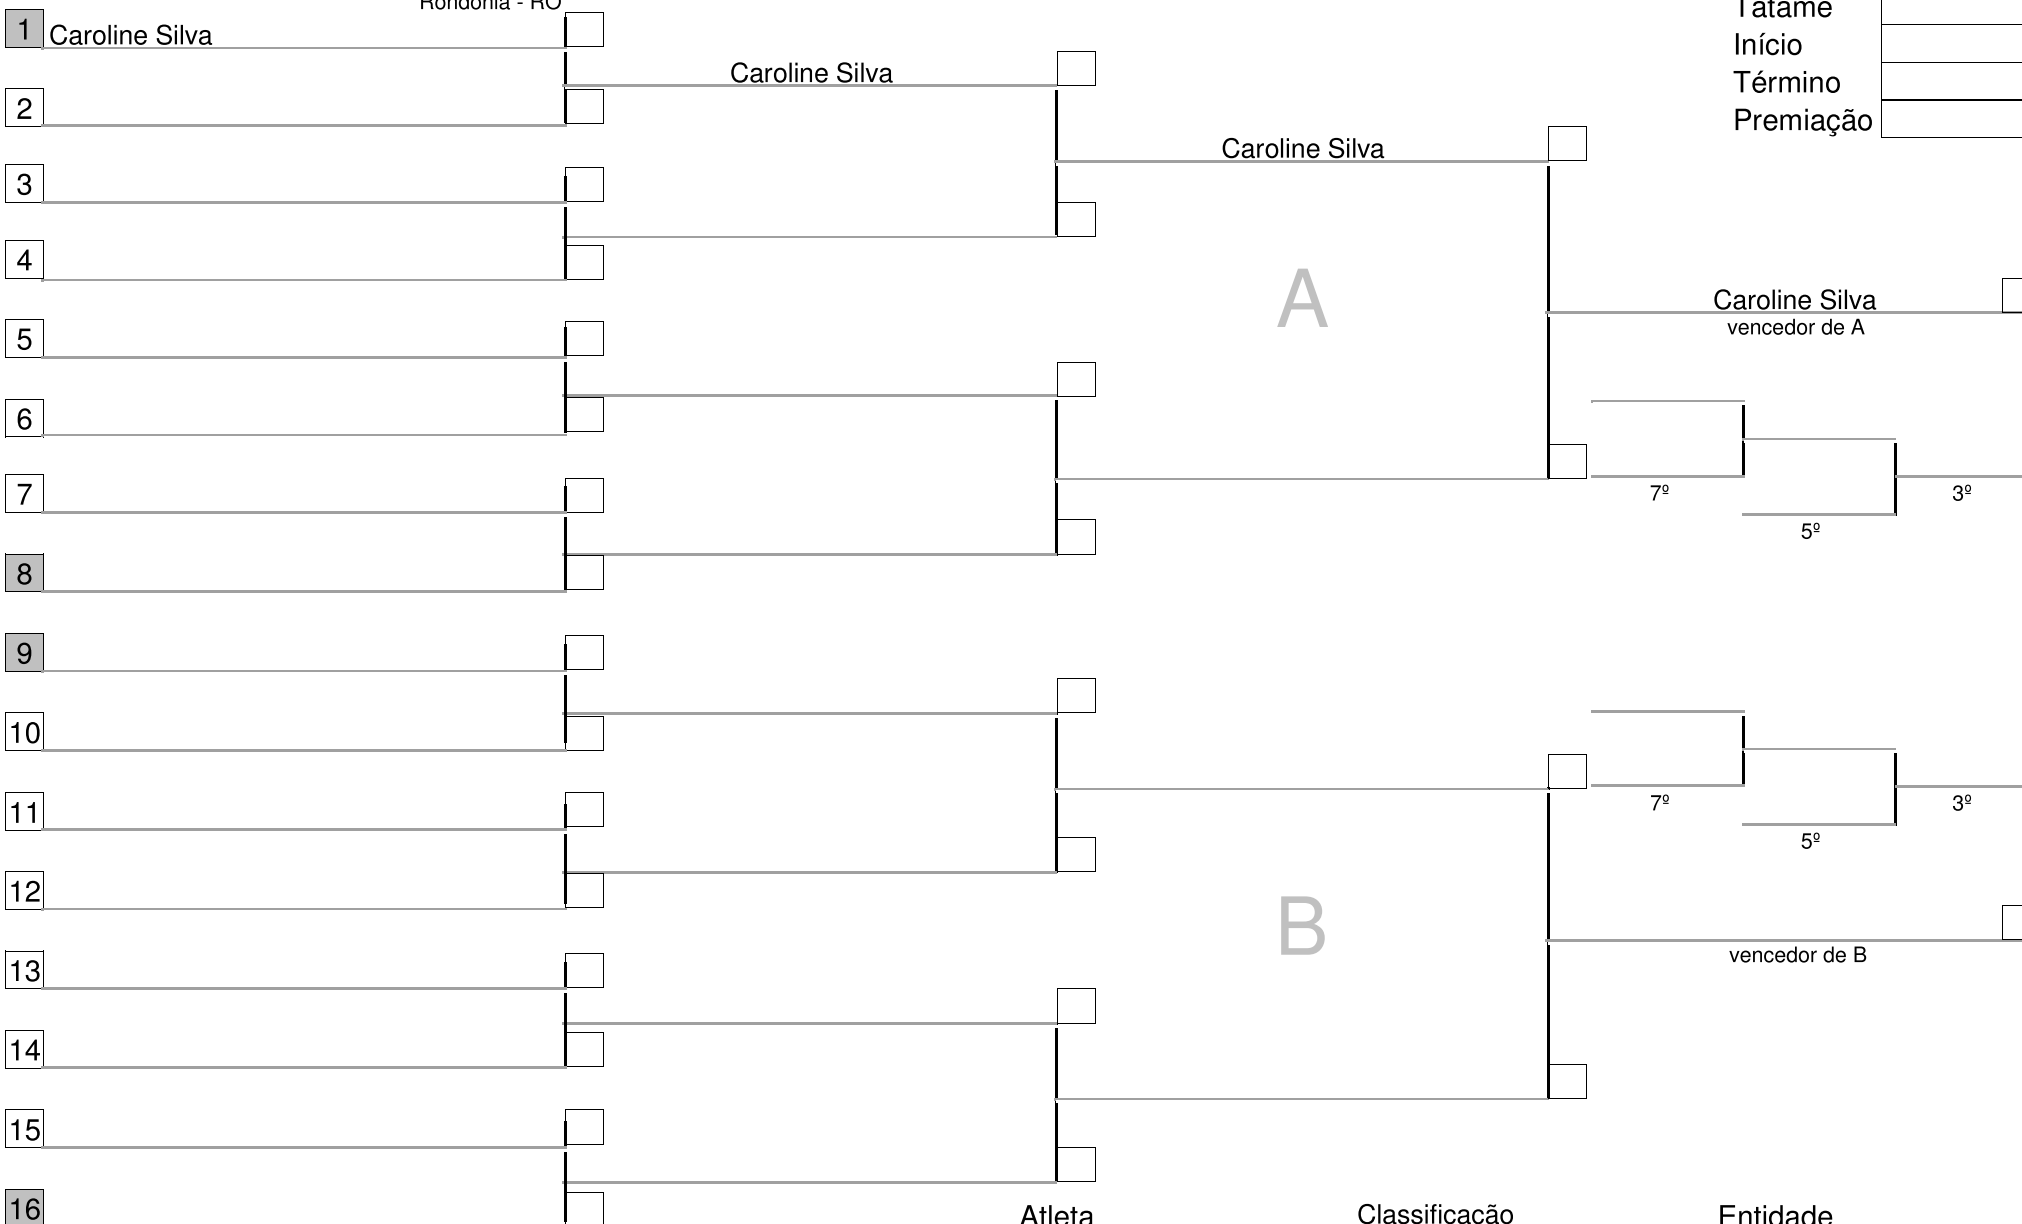 Rondônia - RO
1 Caroline Silva
Tatame
Início
Término
Premiação
Caroline Silva
Caroline Silva
2
3
4
A
Caroline Silva
vencedor de A
5
6
7
7º
3º
5º
8
9
10
11
7º
3º
5º
12
B
vencedor de B
13
14
15
16
Atleta
Classificação
Entidade